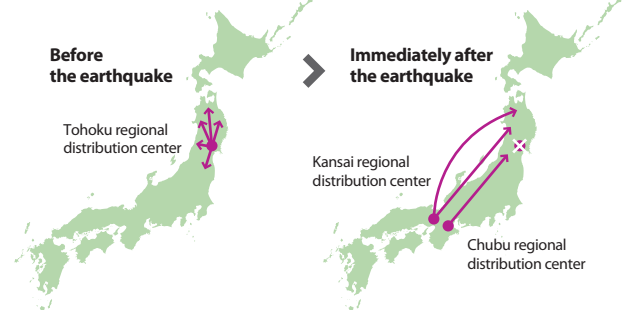 Before
the earthquake
Tohoku regional
distribution center
Immediately after
the earthquake
Kansai regional
distribution center
Chubu regional
distribution center